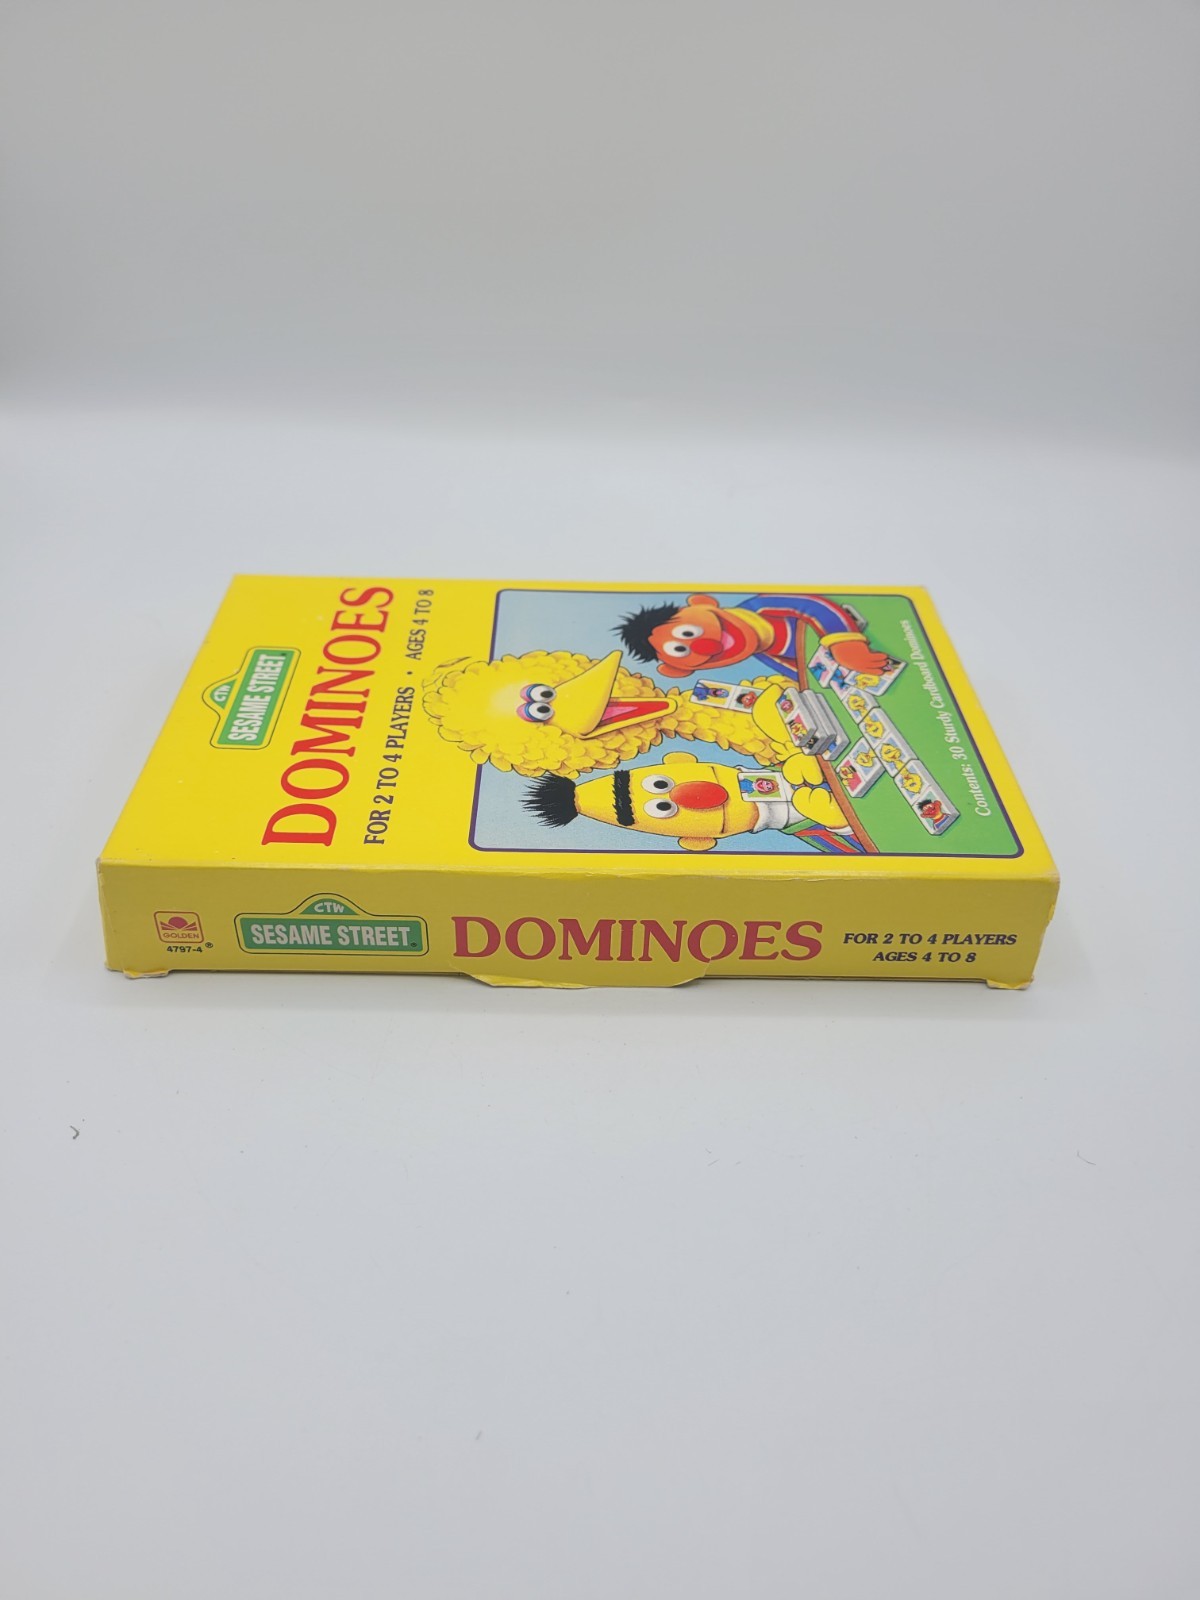 CTW
SESAME STREET®
DOMINOES
FOR 2 TO 4 PLAYERS • AGES 4 TO 8
Contents: 30 Sturdy Cardboard Dominoes
GOLDEN®
4797-4
CTW
SESAME STREET®
DOMINOES
FOR 2 TO 4 PLAYERS
AGES 4 TO 8